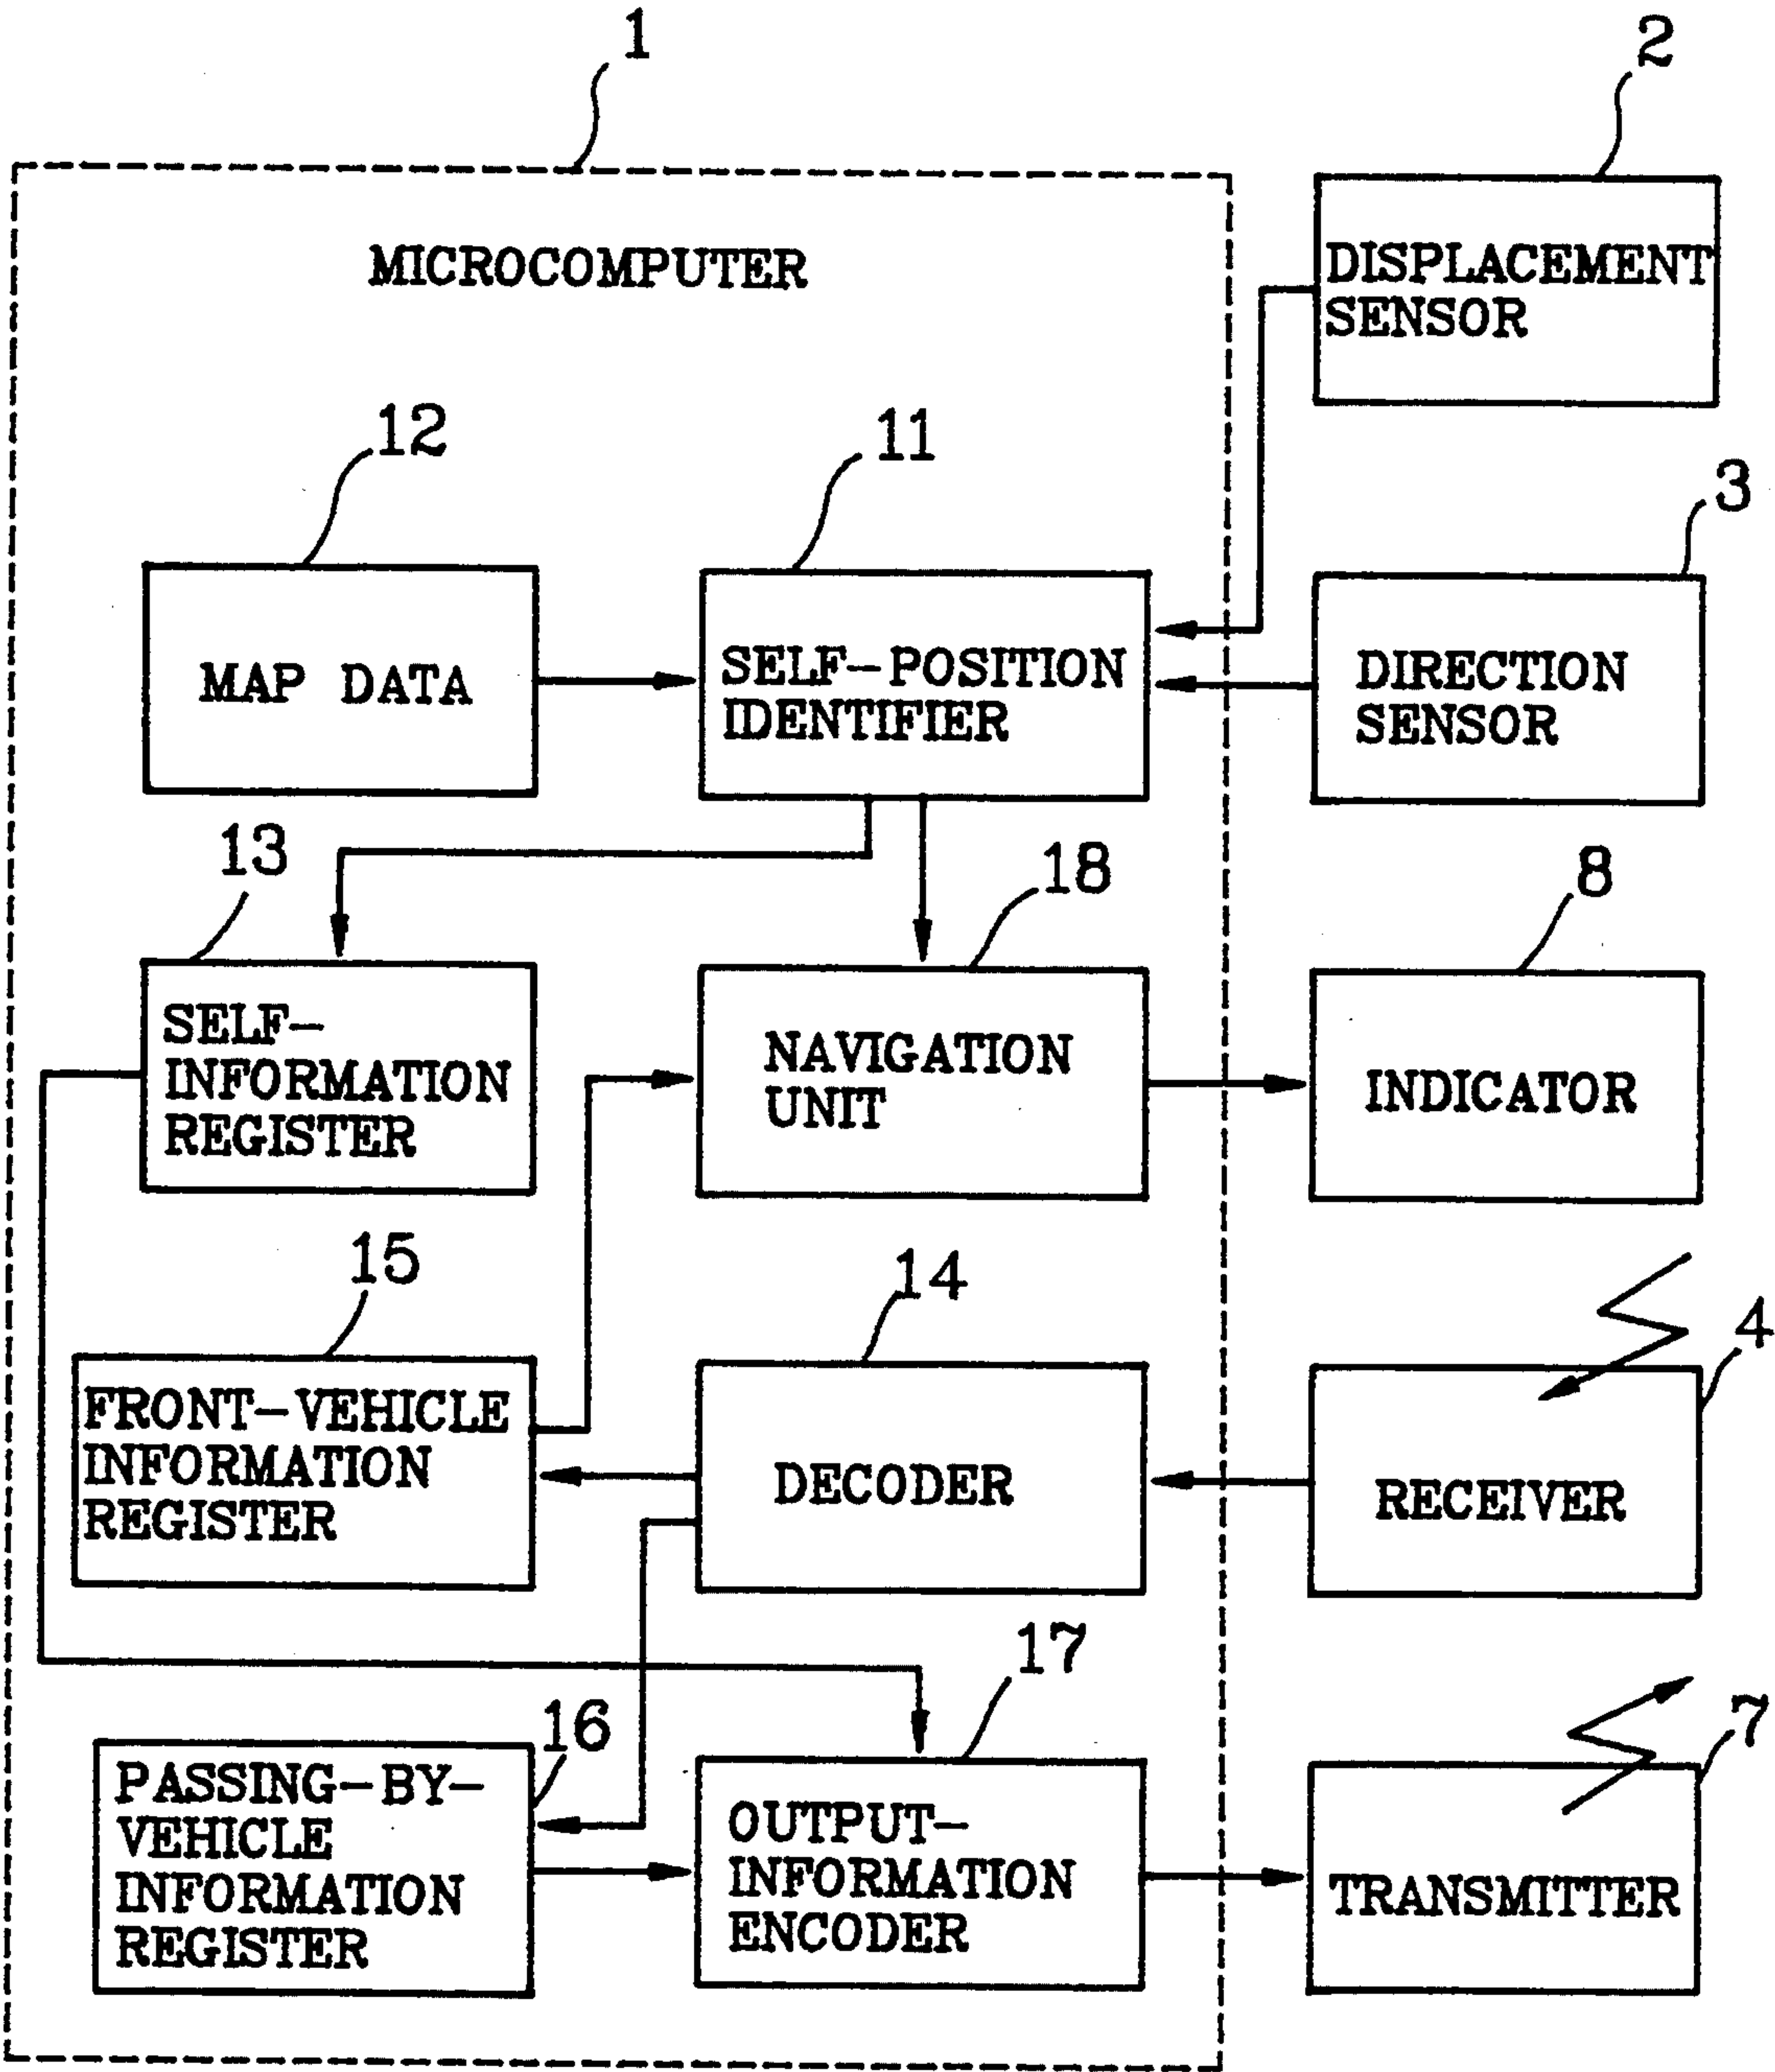 1
2
MICROCOMPUTER
DISPLACEMENT
SENSOR
12
11
3
MAP DATA
SELF-POSITION
IDENTIFIER
DIRECTION
SENSOR
13
18
8
SELF-
INFORMATION
REGISTER
NAVIGATION
UNIT
INDICATOR
15
14
4
FRONT-VEHICLE
INFORMATION
REGISTER
DECODER
RECEIVER
16
17
7
PASSING-BY-
VEHICLE
INFORMATION
REGISTER
OUTPUT-
INFORMATION
ENCODER
TRANSMITTER